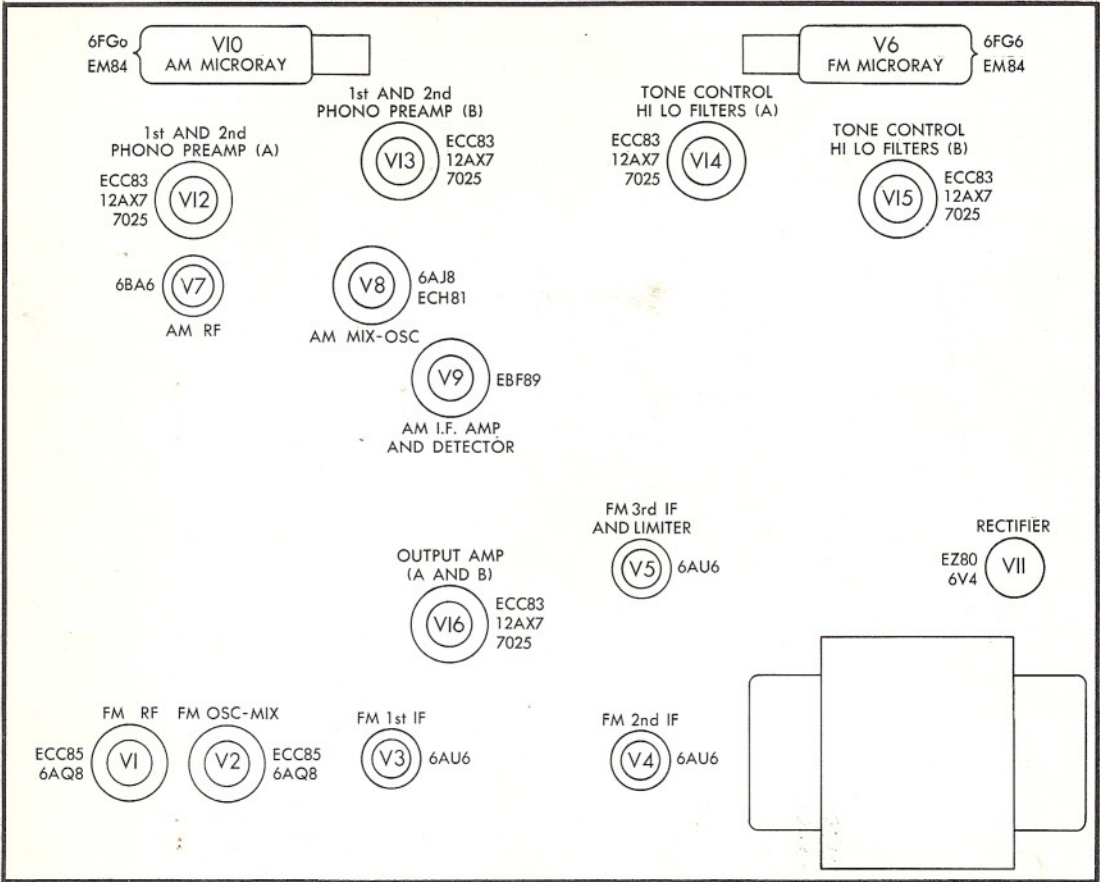 6FGo
EM84
V10
AM MICRORAY
V6
FM MICRORAY
6FG6
EM84
1st AND 2nd
PHONO PREAMP (A)
ECC83
12AX7
7025
V12
1st AND 2nd
PHONO PREAMP (B)
V13
ECC83
12AX7
7025
TONE CONTROL
HI LO FILTERS (A)
ECC83
12AX7
7025
V14
TONE CONTROL
HI LO FILTERS (B)
V15
ECC83
12AX7
7025
6BA6
V7
AM RF
V8
6AJ8
ECH81
AM MIX-OSC
V9
EBF89
AM I.F. AMP
AND DETECTOR
FM 3rd IF
AND LIMITER
V5
6AU6
RECTIFIER
EZ80
6V4
V11
OUTPUT AMP
(A AND B)
V16
ECC83
12AX7
7025
FM RF
ECC85
6AQ8
V1
FM OSC-MIX
V2
ECC85
6AQ8
FM 1st IF
V3
6AU6
FM 2nd IF
V4
6AU6